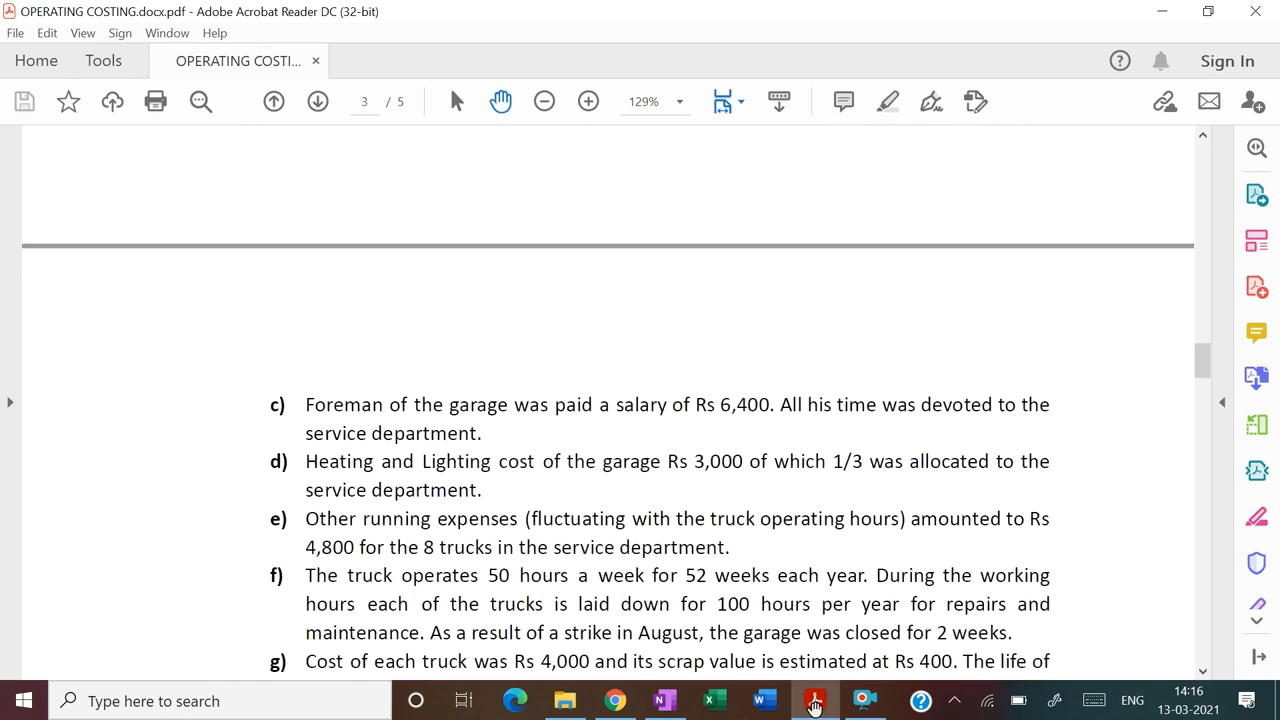 OPERATING COSTING.docx.pdf - Adobe Acrobat Reader DC (32-bit)
File Edit View Sign Window Help
Home Tools OPERATING COSTI... × Sign In
3 / 5 129%
c) Foreman of the garage was paid a salary of Rs 6,400. All his time was devoted to the
service department.
d) Heating and Lighting cost of the garage Rs 3,000 of which 1/3 was allocated to the
service department.
e) Other running expenses (fluctuating with the truck operating hours) amounted to Rs
4,800 for the 8 trucks in the service department.
f) The truck operates 50 hours a week for 52 weeks each year. During the working
hours each of the trucks is laid down for 100 hours per year for repairs and
maintenance. As a result of a strike in August, the garage was closed for 2 weeks.
g) Cost of each truck was Rs 4,000 and its scrap value is estimated at Rs 400. The life of
Type here to search ENG 14:16
13-03-2021